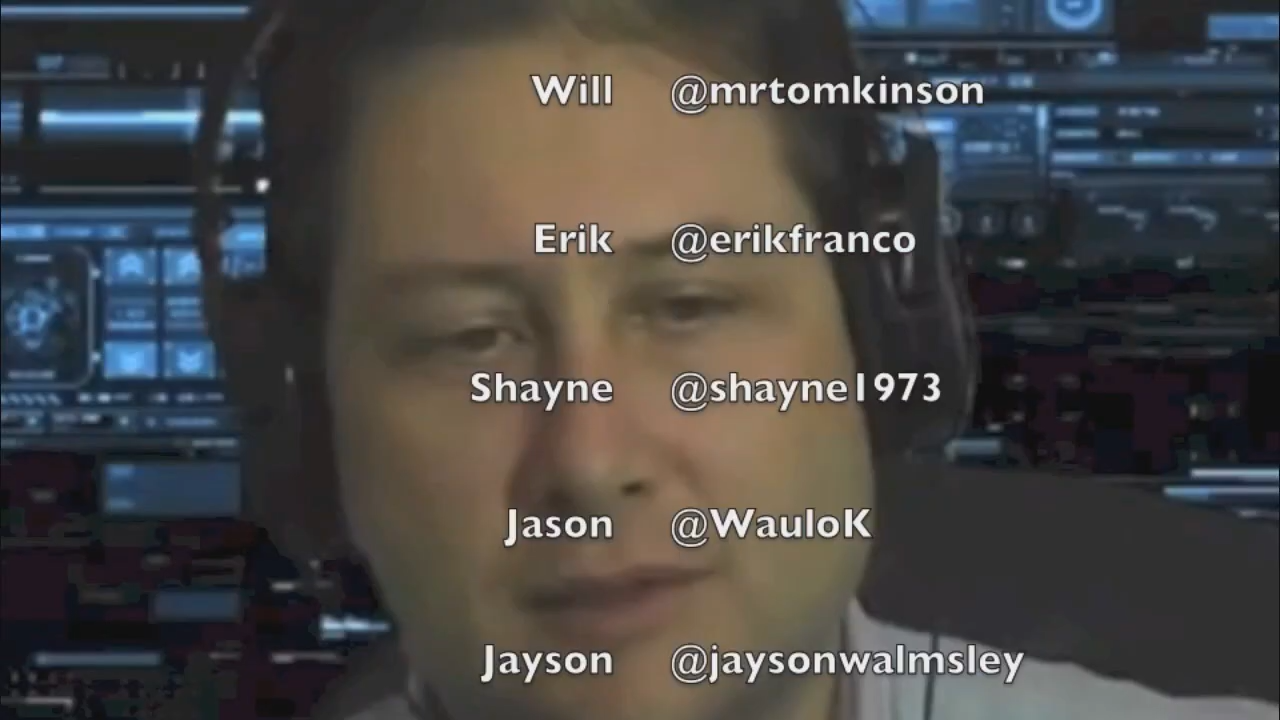 Will @mrtomkinson
Erik @erikfranco
Shayne @shayne1973
Jason @WauloK
Jayson @jaysonwalmsley